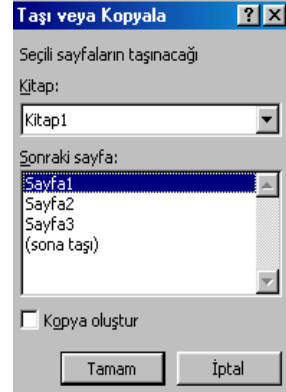 Taşı veya Kopyala
Seçili sayfaların taşınacağı
Kitap:
Kitap1
Sonraki sayfa:
Sayfa1
Sayfa2
Sayfa3
(sona taşı)
Kopya oluştur
Tamam
İptal